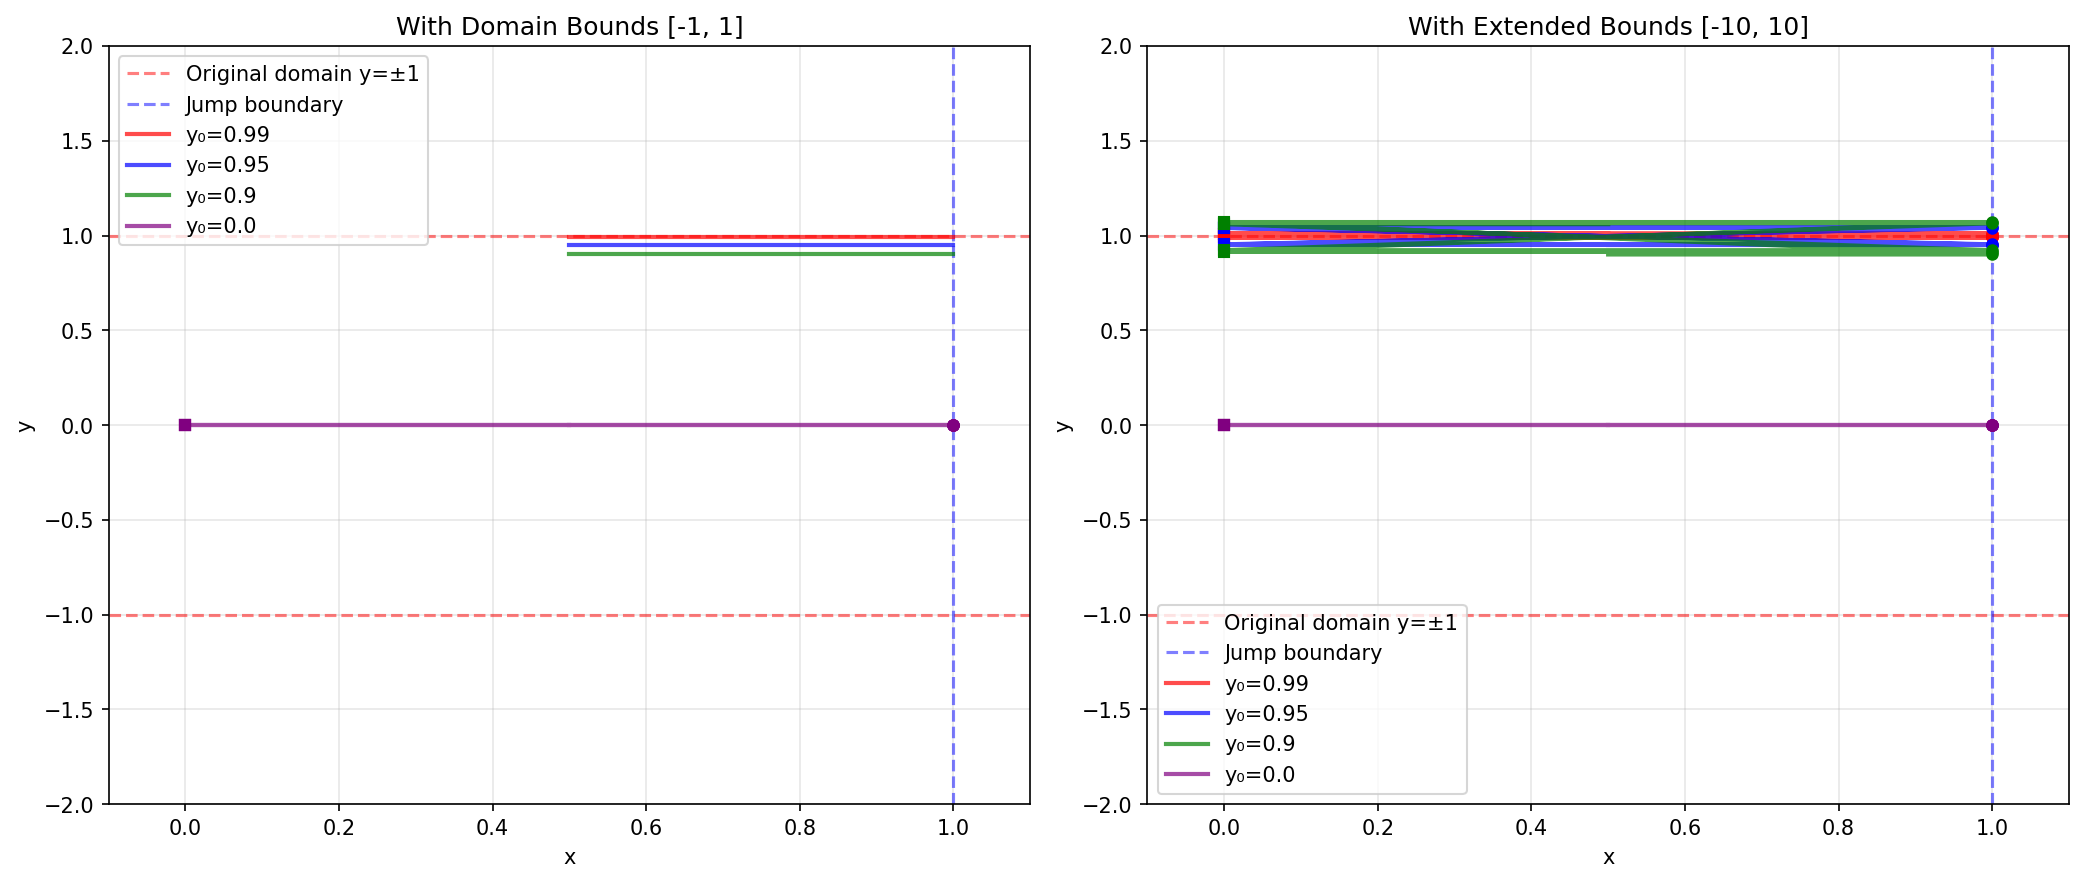 With Domain Bounds [-1, 1]
2.0
1.5
1.0
0.5
0.0
−0.5
−1.0
−1.5
−2.0
y
Original domain y=±1
Jump boundary
y₀=0.99
y₀=0.95
y₀=0.9
y₀=0.0
0.0 0.2 0.4 0.6 0.8 1.0
x
With Extended Bounds [-10, 10]
2.0
1.5
1.0
0.5
0.0
−0.5
−1.0
−1.5
−2.0
y
Original domain y=±1
Jump boundary
y₀=0.99
y₀=0.95
y₀=0.9
y₀=0.0
0.0 0.2 0.4 0.6 0.8 1.0
x